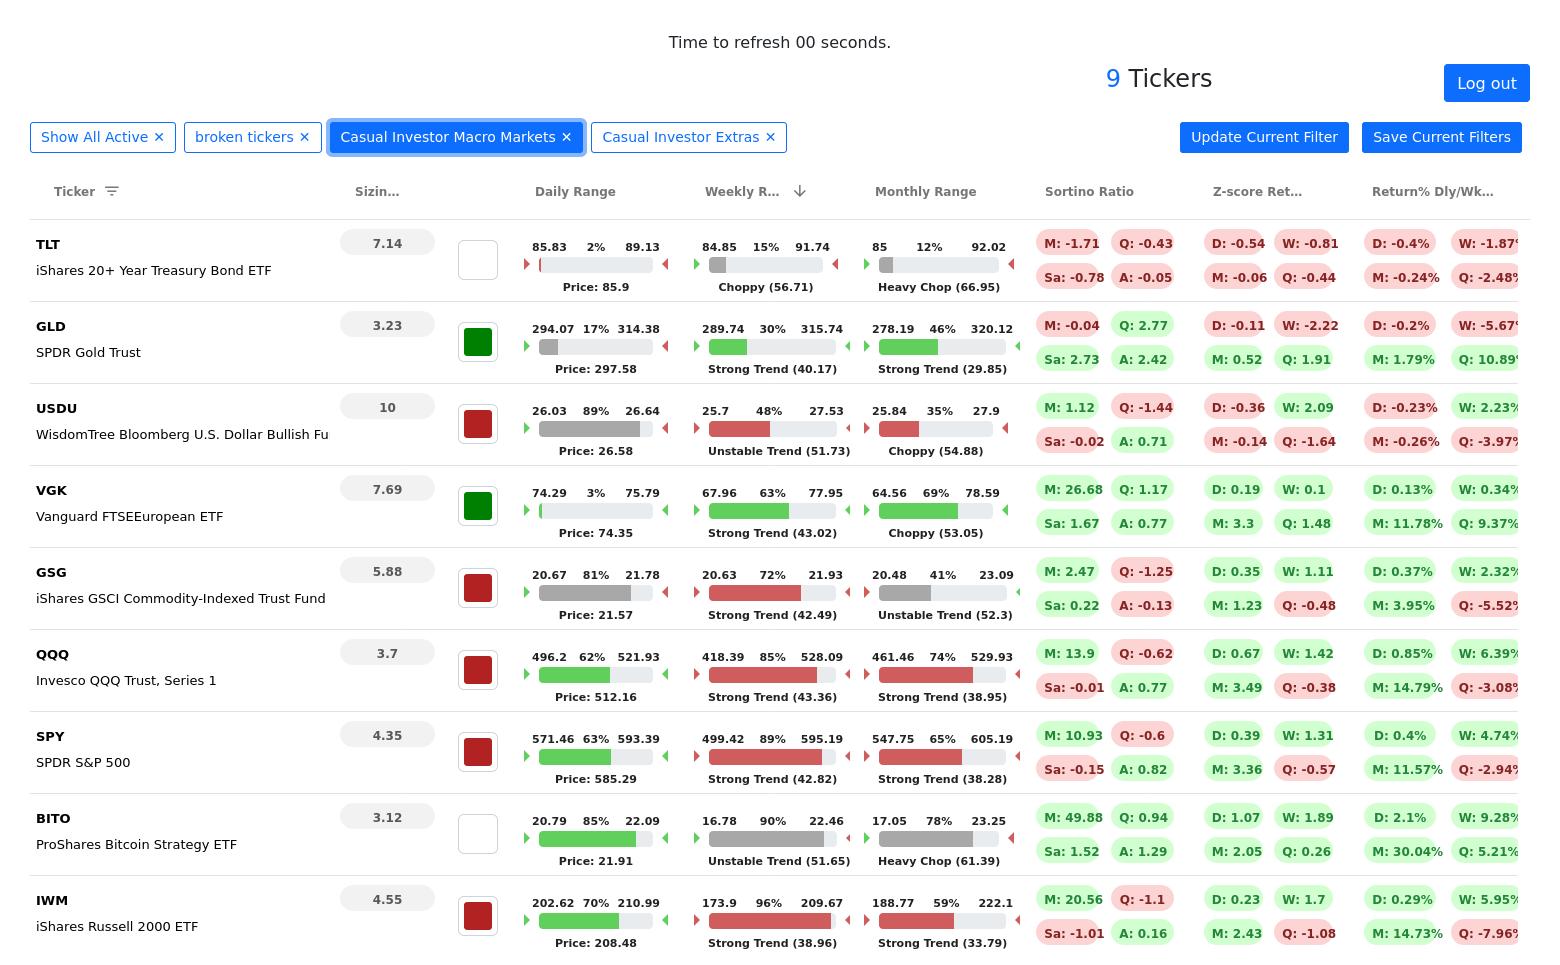 Time to refresh 00 seconds.
9 Tickers
Log out
Show All Active ✕ broken tickers ✕ Casual Investor Macro Markets ✕ Casual Investor Extras ✕ Update Current Filter Save Current Filters
Ticker Sizin… Daily Range Weekly R… Monthly Range Sortino Ratio Z-score Ret… Return% Dly/Wk…
TLT 7.14 85.83 2% 89.13 84.85 15% 91.74 85 12% 92.02 M: -1.71 Q: -0.43 D: -0.54 W: -0.81 D: -0.4% W: -1.87%
iShares 20+ Year Treasury Bond ETF Price: 85.9 Choppy (56.71) Heavy Chop (66.95) Sa: -0.78 A: -0.05 M: -0.06 Q: -0.44 M: -0.24% Q: -2.48%
GLD 3.23 294.07 17% 314.38 289.74 30% 315.74 278.19 46% 320.12 M: -0.04 Q: 2.77 D: -0.11 W: -2.22 D: -0.2% W: -5.67%
SPDR Gold Trust Price: 297.58 Strong Trend (40.17) Strong Trend (29.85) Sa: 2.73 A: 2.42 M: 0.52 Q: 1.91 M: 1.79% Q: 10.89%
USDU 10 26.03 89% 26.64 25.7 48% 27.53 25.84 35% 27.9 M: 1.12 Q: -1.44 D: -0.36 W: 2.09 D: -0.23% W: 2.23%
WisdomTree Bloomberg U.S. Dollar Bullish Fu Price: 26.58 Unstable Trend (51.73) Choppy (54.88) Sa: -0.02 A: 0.71 M: -0.14 Q: -1.64 M: -0.26% Q: -3.97%
VGK 7.69 74.29 3% 75.79 67.96 63% 77.95 64.56 69% 78.59 M: 26.68 Q: 1.17 D: 0.19 W: 0.1 D: 0.13% W: 0.34%
Vanguard FTSEEuropean ETF Price: 74.35 Strong Trend (43.02) Choppy (53.05) Sa: 1.67 A: 0.77 M: 3.3 Q: 1.48 M: 11.78% Q: 9.37%
GSG 5.88 20.67 81% 21.78 20.63 72% 21.93 20.48 41% 23.09 M: 2.47 Q: -1.25 D: 0.35 W: 1.11 D: 0.37% W: 2.32%
iShares GSCI Commodity-Indexed Trust Fund Price: 21.57 Strong Trend (42.49) Unstable Trend (52.3) Sa: 0.22 A: -0.13 M: 1.23 Q: -0.48 M: 3.95% Q: -5.52%
QQQ 3.7 496.2 62% 521.93 418.39 85% 528.09 461.46 74% 529.93 M: 13.9 Q: -0.62 D: 0.67 W: 1.42 D: 0.85% W: 6.39%
Invesco QQQ Trust, Series 1 Price: 512.16 Strong Trend (43.36) Strong Trend (38.95) Sa: -0.01 A: 0.77 M: 3.49 Q: -0.38 M: 14.79% Q: -3.08%
SPY 4.35 571.46 63% 593.39 499.42 89% 595.19 547.75 65% 605.19 M: 10.93 Q: -0.6 D: 0.39 W: 1.31 D: 0.4% W: 4.74%
SPDR S&P 500 Price: 585.29 Strong Trend (42.82) Strong Trend (38.28) Sa: -0.15 A: 0.82 M: 3.36 Q: -0.57 M: 11.57% Q: -2.94%
BITO 3.12 20.79 85% 22.09 16.78 90% 22.46 17.05 78% 23.25 M: 49.88 Q: 0.94 D: 1.07 W: 1.89 D: 2.1% W: 9.28%
ProShares Bitcoin Strategy ETF Price: 21.91 Unstable Trend (51.65) Heavy Chop (61.39) Sa: 1.52 A: 1.29 M: 2.05 Q: 0.26 M: 30.04% Q: 5.21%
IWM 4.55 202.62 70% 210.99 173.9 96% 209.67 188.77 59% 222.1 M: 20.56 Q: -1.1 D: 0.23 W: 1.7 D: 0.29% W: 5.95%
iShares Russell 2000 ETF Price: 208.48 Strong Trend (38.96) Strong Trend (33.79) Sa: -1.01 A: 0.16 M: 2.43 Q: -1.08 M: 14.73% Q: -7.96%